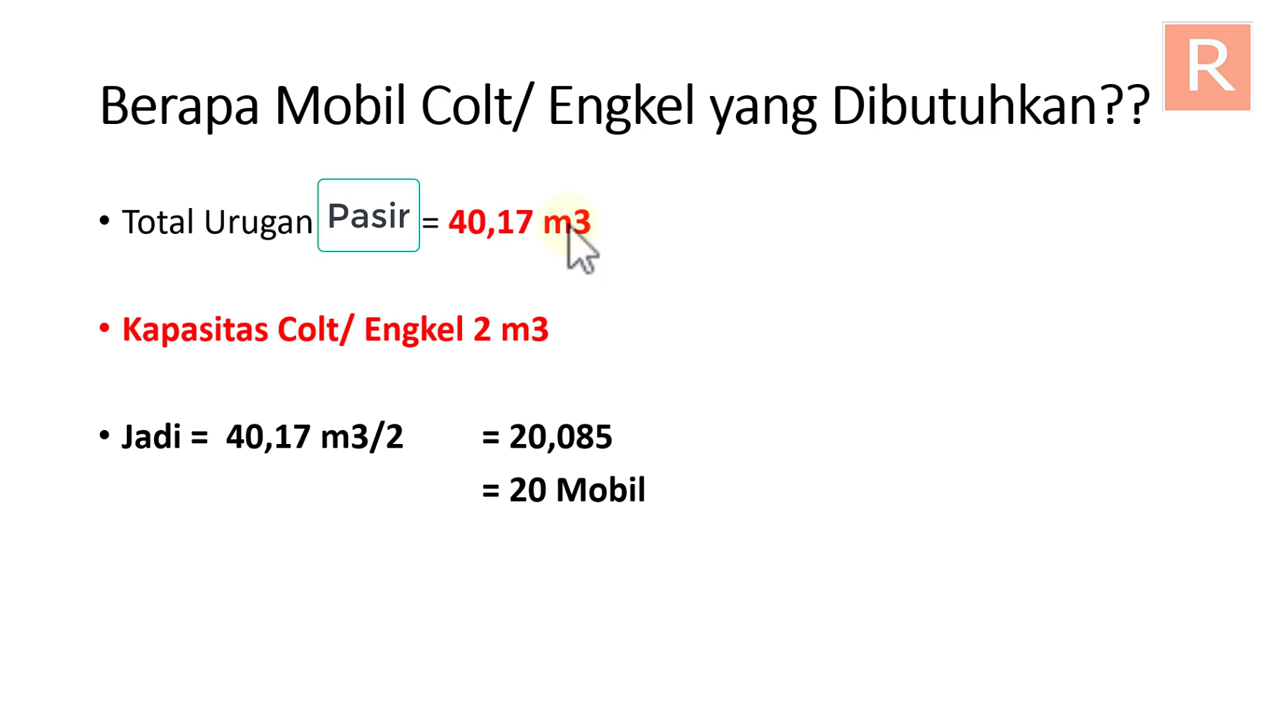 R
Berapa Mobil Colt/ Engkel yang Dibutuhkan??
• Total Urugan Pasir = 40,17 m3
• Kapasitas Colt/ Engkel 2 m3
• Jadi = 40,17 m3/2 = 20,085
= 20 Mobil